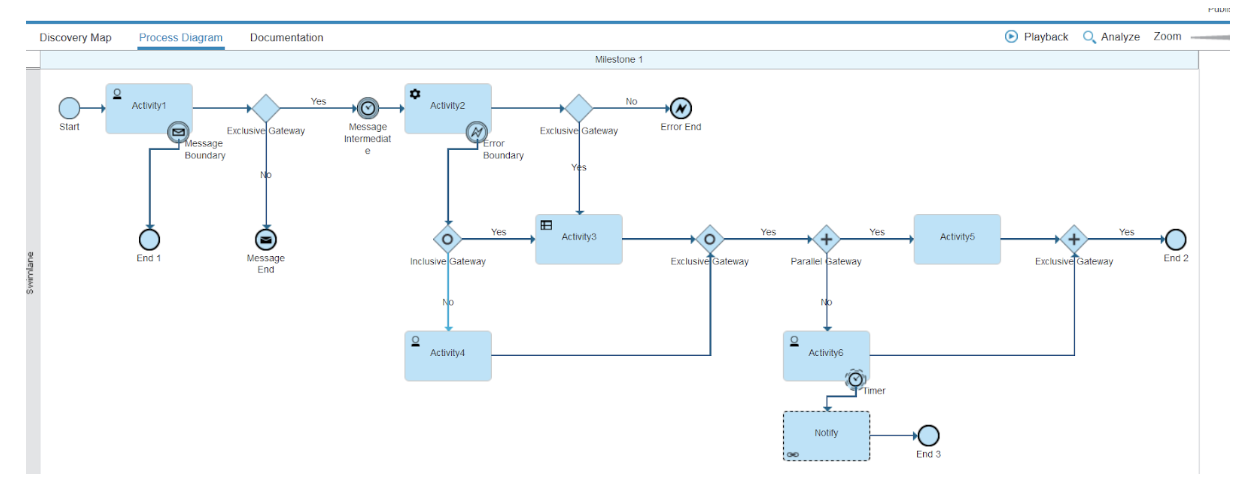 Discovery Map
Process Diagram
Documentation
Playback
Analyze
Zoom
Milestone 1
Swimlane
Start
Activity1
Message
Boundary
Exclusive Gateway
Yes
No
Message
Intermediat
e
Activity2
Error
Boundary
Exclusive Gateway
No
Error End
Yes
End 1
Message
End
Inclusive Gateway
Yes
Activity3
Exclusive Gateway
Yes
Parallel Gateway
Yes
Activity5
Exclusive Gateway
Yes
End 2
No
Activity4
No
Activity6
Timer
Notify
End 3